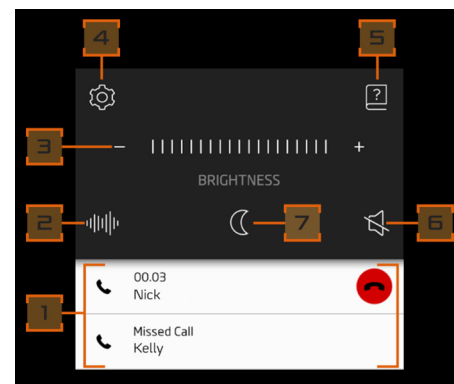 4 5
?
3 − +
BRIGHTNESS
2 7 6
00.03
Nick
1
Missed Call
Kelly